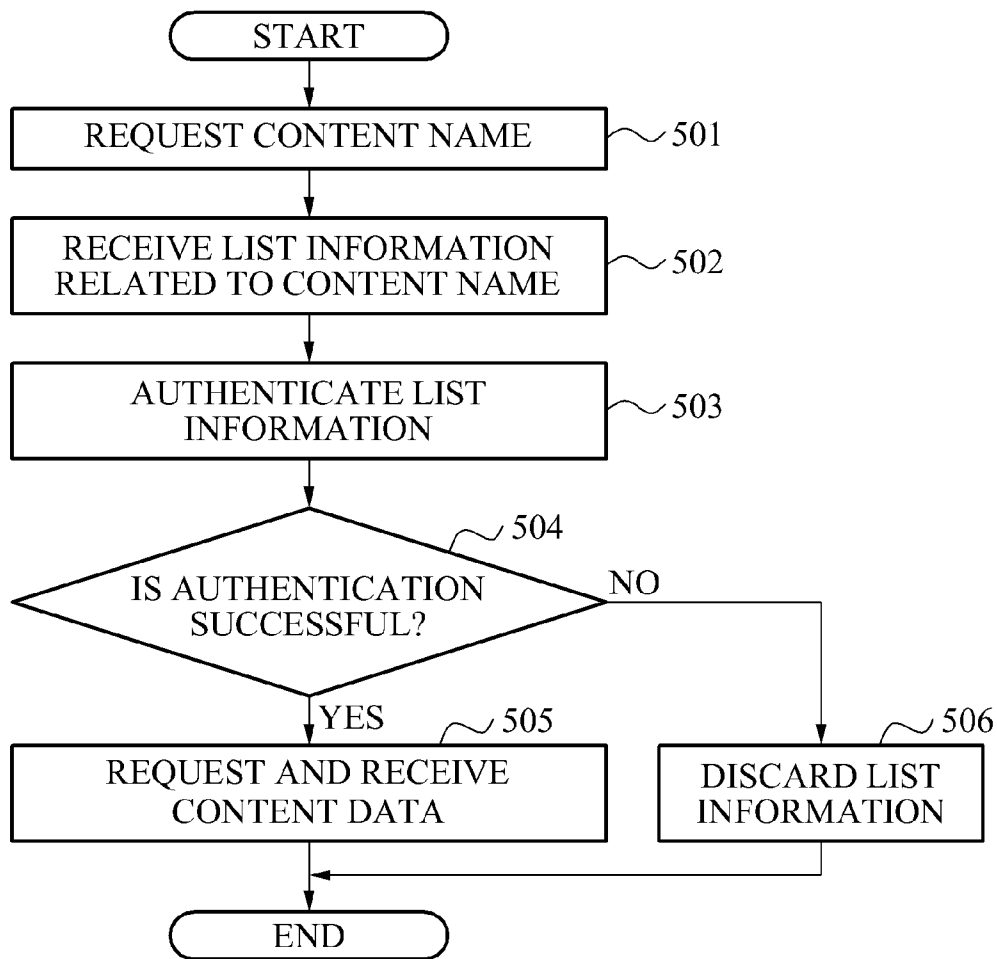 START
REQUEST CONTENT NAME
501
RECEIVE LIST INFORMATION
RELATED TO CONTENT NAME
502
AUTHENTICATE LIST
INFORMATION
503
504
IS AUTHENTICATION
SUCCESSFUL?
NO
YES
505
REQUEST AND RECEIVE
CONTENT DATA
506
DISCARD LIST
INFORMATION
END